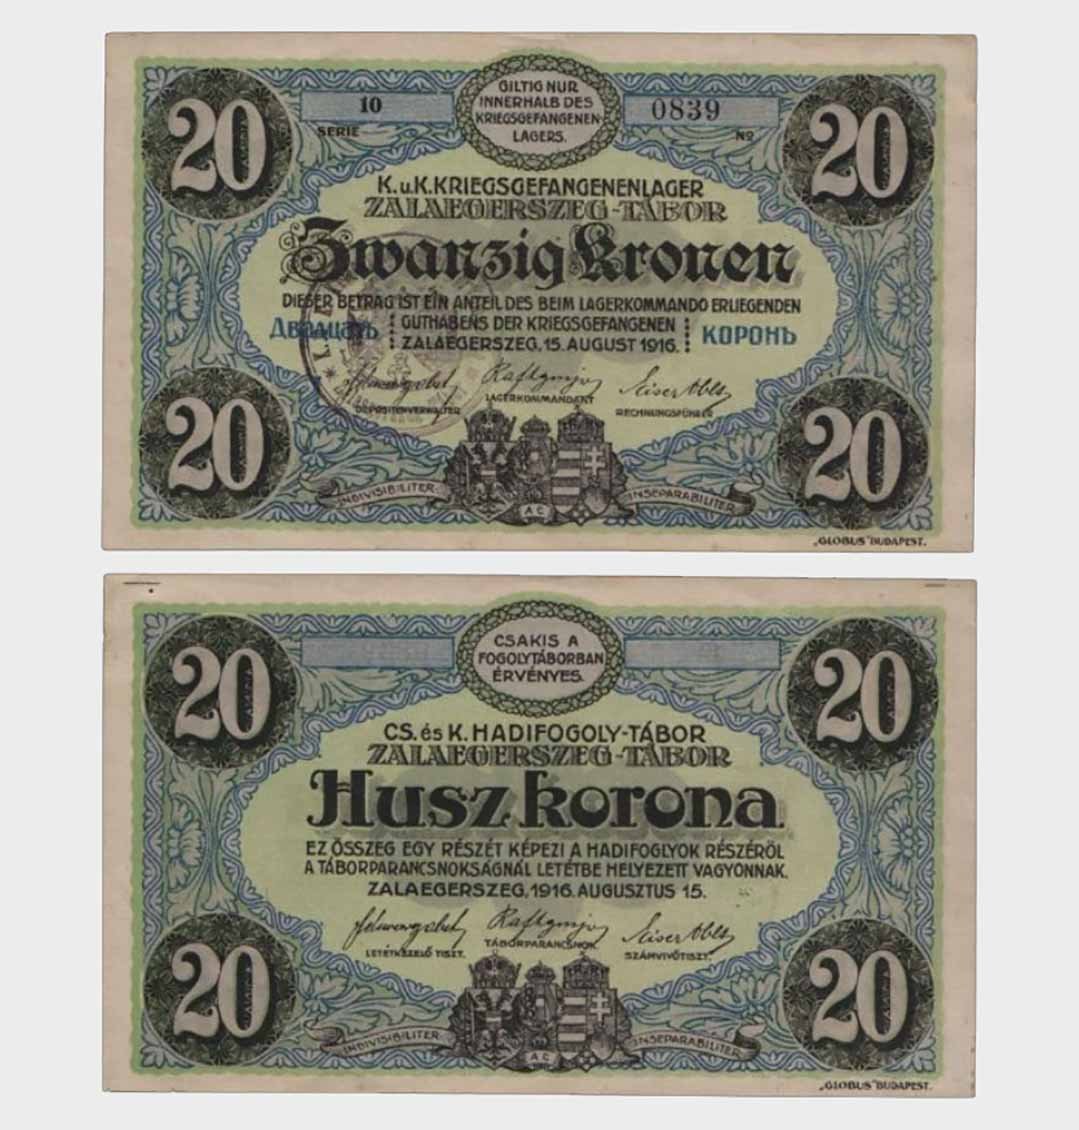 20
10
SERIE
GILTIG NUR
INNERHALB DES
KRIEGSGEFANGENEN-
LAGERS.
0839
No
20
K.u.K.KRIEGSGEFANGENENLAGER
ZALAEGERSZEG-TÁBOR
Zwanzig Kronen
DIESER BETRAG IST EIN ANTEIL DES BEIM LAGERKOMMANDO ERLIEGENDEN
Двадцать
GUTHABENS DER KRIEGSGEFANGENEN
КОРОНЪ
ZALAEGERSZEG, 15. AUGUST 1916.
DEPOSITENVERWALTER
LAGERKOMMANDANT
RECHNUNGSFÜHRER
20
20
INDIVISIBILITER
A.C.
INSEPARABILITER
„GLOBUS" BUDAPEST.
20
CSAKIS A
FOGOLYTÁBORBAN
ÉRVÉNYES.
20
CS. és K. HADIFOGOLY-TÁBOR
ZALAEGERSZEG-TÁBOR
Husz korona
EZ ÖSSZEG EGY RÉSZÉT KÉPEZI A HADIFOGLYOK RÉSZÉRŐL
A TÁBORPARANCSNOKSÁGNÁL LETÉTBE HELYEZETT VAGYONNAK.
ZALAEGERSZEG, 1916. AUGUSZTUS 15.
LETÉTKEZELŐ TISZT.
TÁBORPARANCSNOK
SZÁMVIVŐTISZT.
20
20
INDIVISIBILITER
A.C.
INSEPARABILITER
„GLOBUS" BUDAPEST.